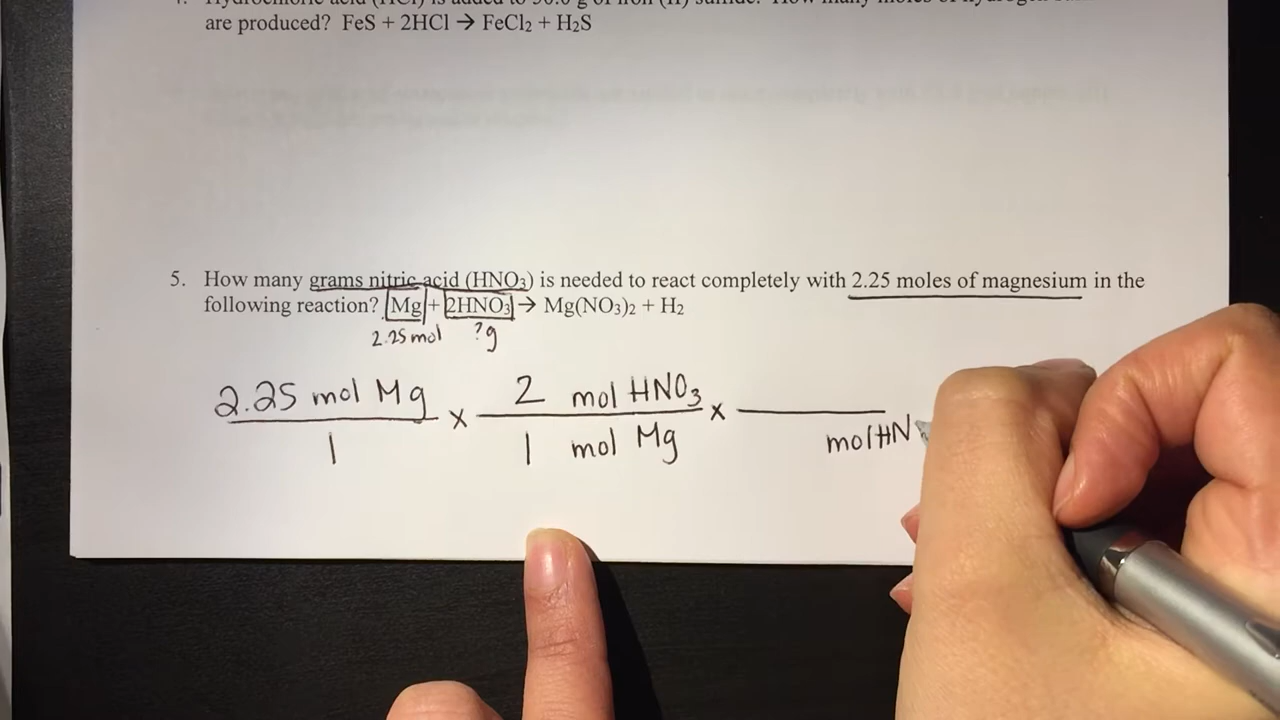 are produced? FeS + 2HCl → FeCl2 + H2S
5. How many grams nitric acid (HNO3) is needed to react completely with 2.25 moles of magnesium in the
following reaction? Mg + 2HNO3 → Mg(NO3)2 + H2
2.25 mol ?g
2.25 mol Mg / 1 x 2 mol HNO3 / 1 mol Mg x
mol HN